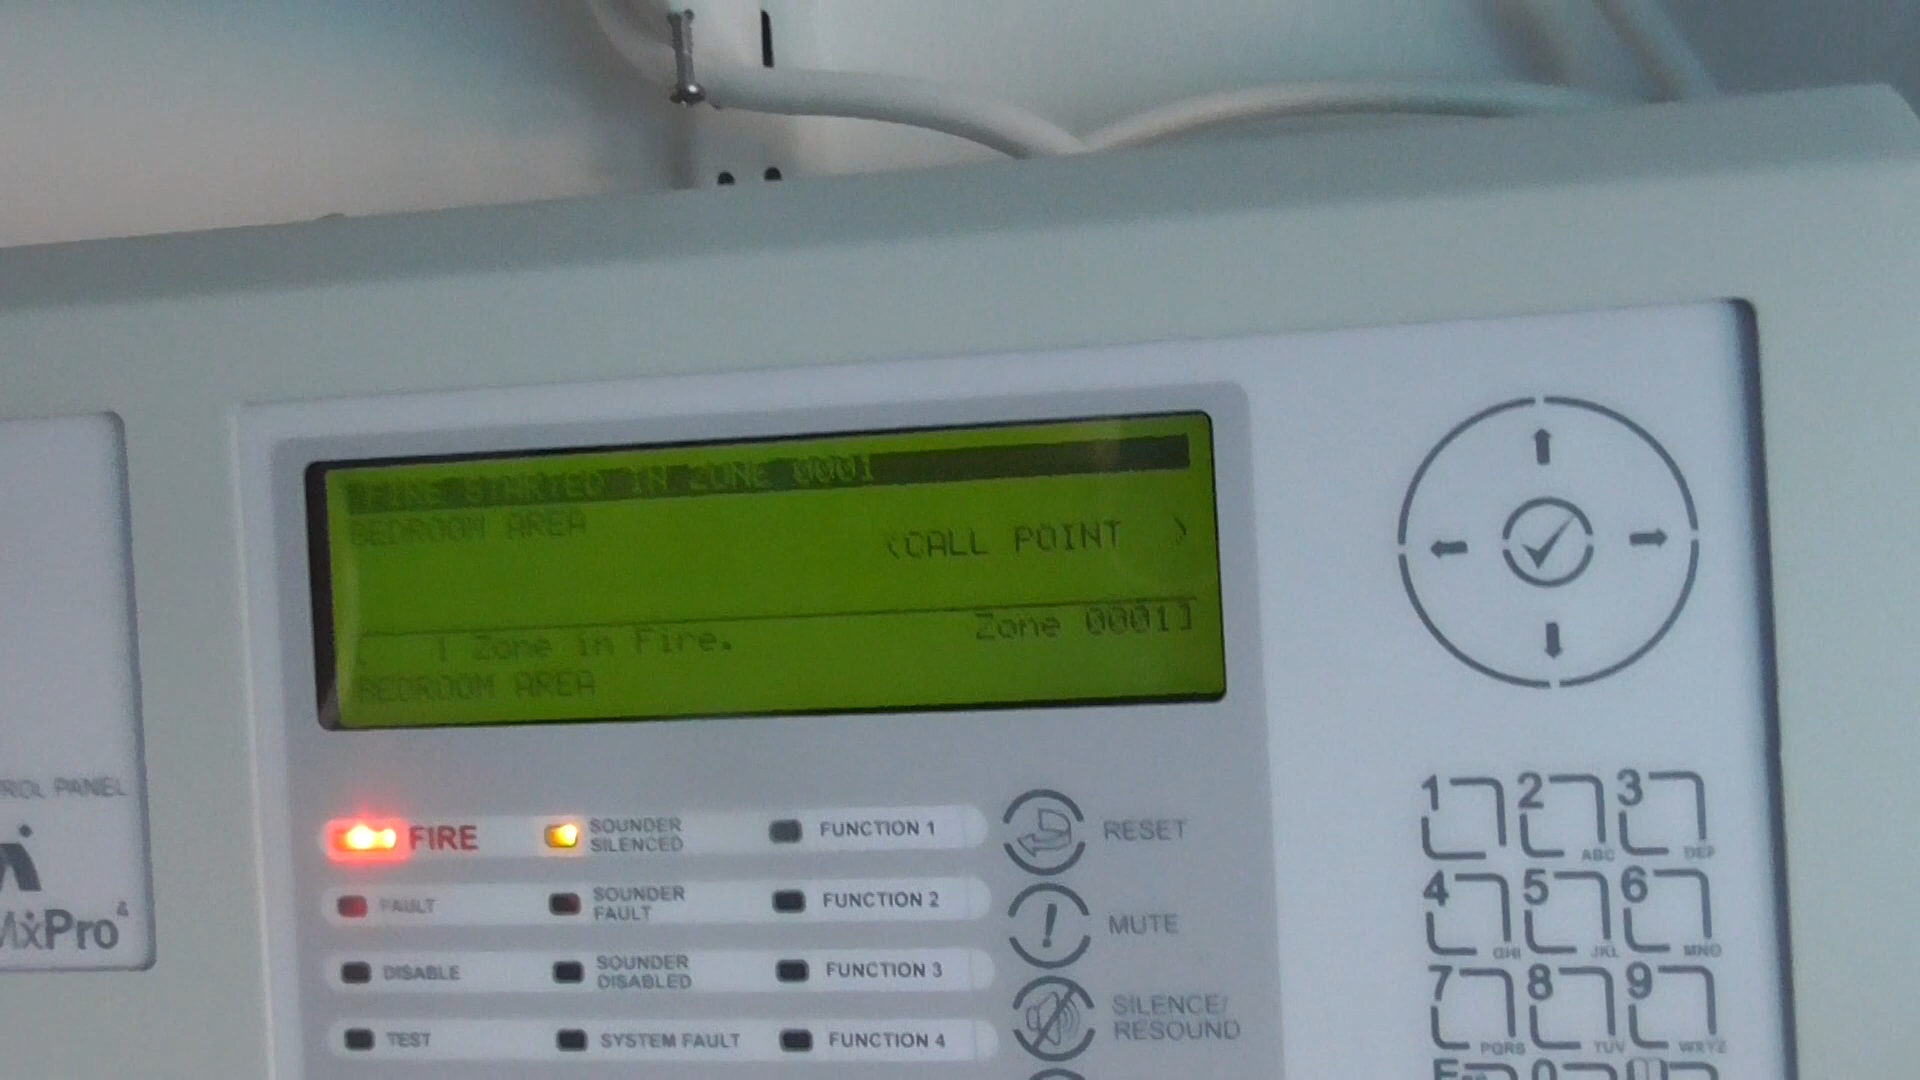 FIRE STARTED IN ZONE 0001
BEDROOM AREA
(CALL POINT )
[ 1 Zone in Fire. Zone 0001]
BEDROOM AREA
ROL PANEL
MxPro4
FIRE
SOUNDER
SILENCED
FUNCTION 1
RESET
FAULT
SOUNDER
FAULT
FUNCTION 2
MUTE
DISABLE
SOUNDER
DISABLED
FUNCTION 3
SILENCE/
RESOUND
TEST
SYSTEM FAULT
FUNCTION 4
1 2 ABC 3 DEF
4 GHI 5 JKL 6 MNO
7 PQRS 8 TUV 9 WXYZ